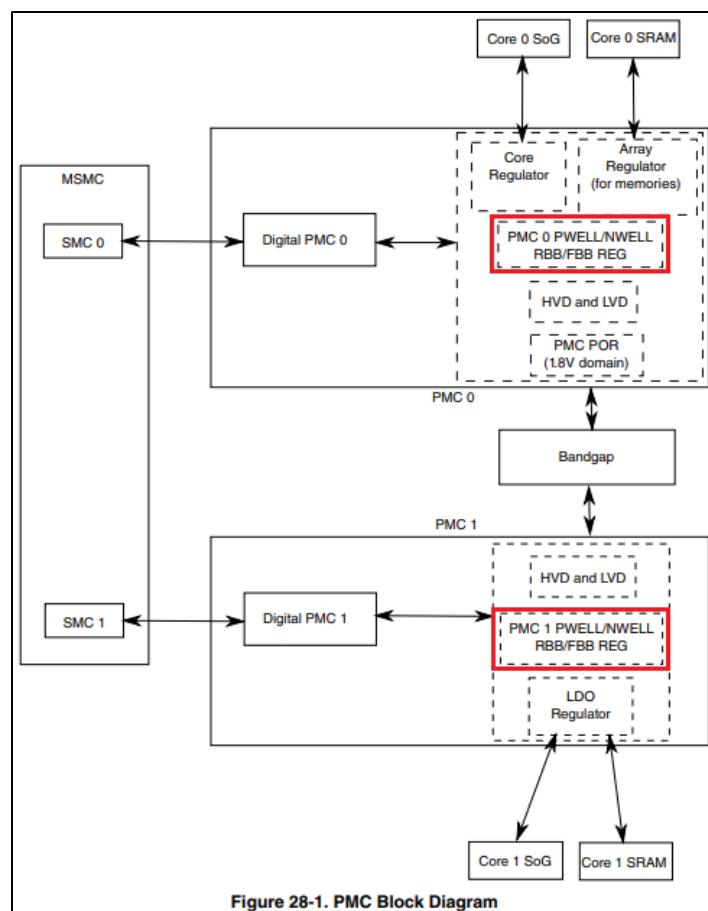 Core 0 SoG
Core 0 SRAM
MSMC
Core
Regulator
Array
Regulator
(for memories)
SMC 0
Digital PMC 0
PMC 0 PWELL/NWELL
RBB/FBB REG
HVD and LVD
PMC POR
(1.8V domain)
PMC 0
Bandgap
PMC 1
HVD and LVD
SMC 1
Digital PMC 1
PMC 1 PWELL/NWELL
RBB/FBB REG
LDO
Regulator
Core 1 SoG
Core 1 SRAM
Figure 28-1. PMC Block Diagram